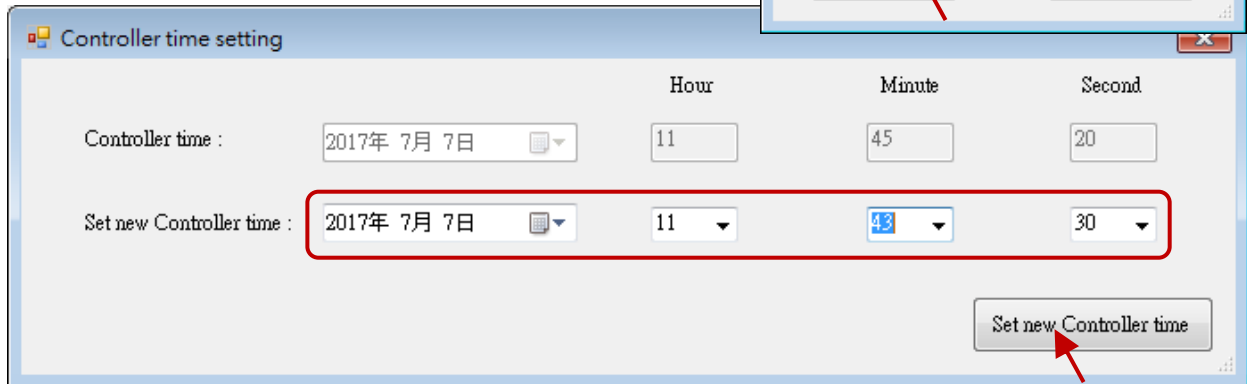 Controller time setting
Hour Minute Second
Controller time : 2017年 7月 7日 11 45 20
Set new Controller time : 2017年 7月 7日 11 43 30
Set new Controller time